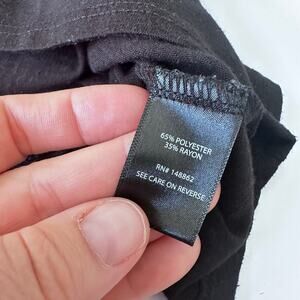 65% POLYESTER
35% RAYON
RN# 148862
SEE CARE ON REVERSE